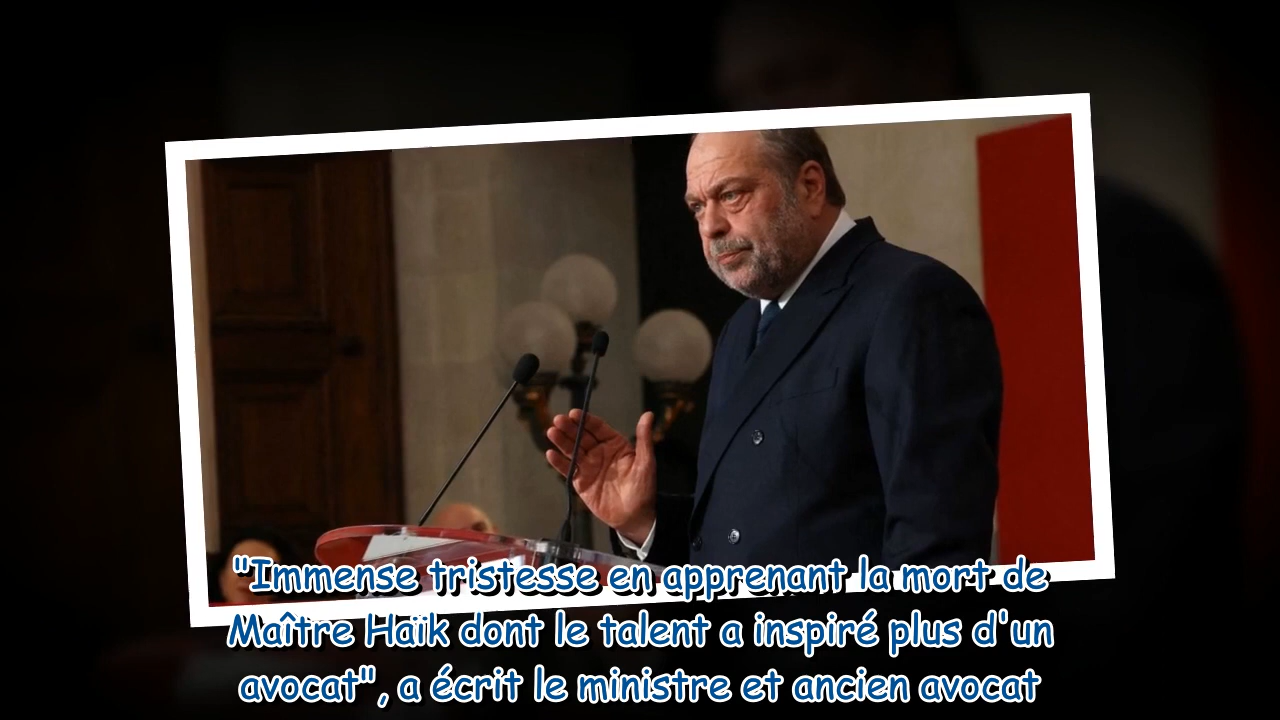 "Immense tristesse en apprenant la mort de
Maître Haïk dont le talent a inspiré plus d'un
avocat", a écrit le ministre et ancien avocat